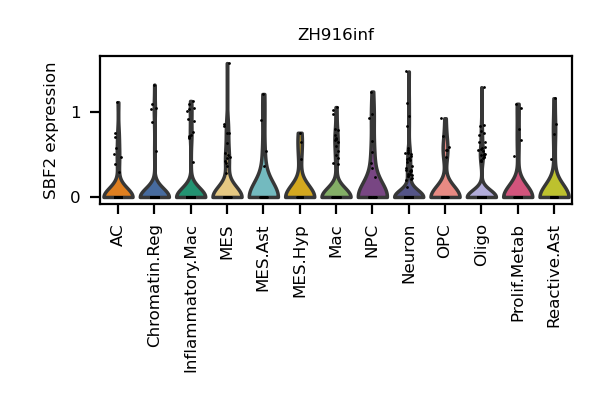 ZH916inf
SBF2 expression
1
0
AC
Chromatin.Reg
Inflammatory.Mac
MES
MES.Ast
MES.Hyp
Mac
NPC
Neuron
OPC
Oligo
Prolif.Metab
Reactive.Ast